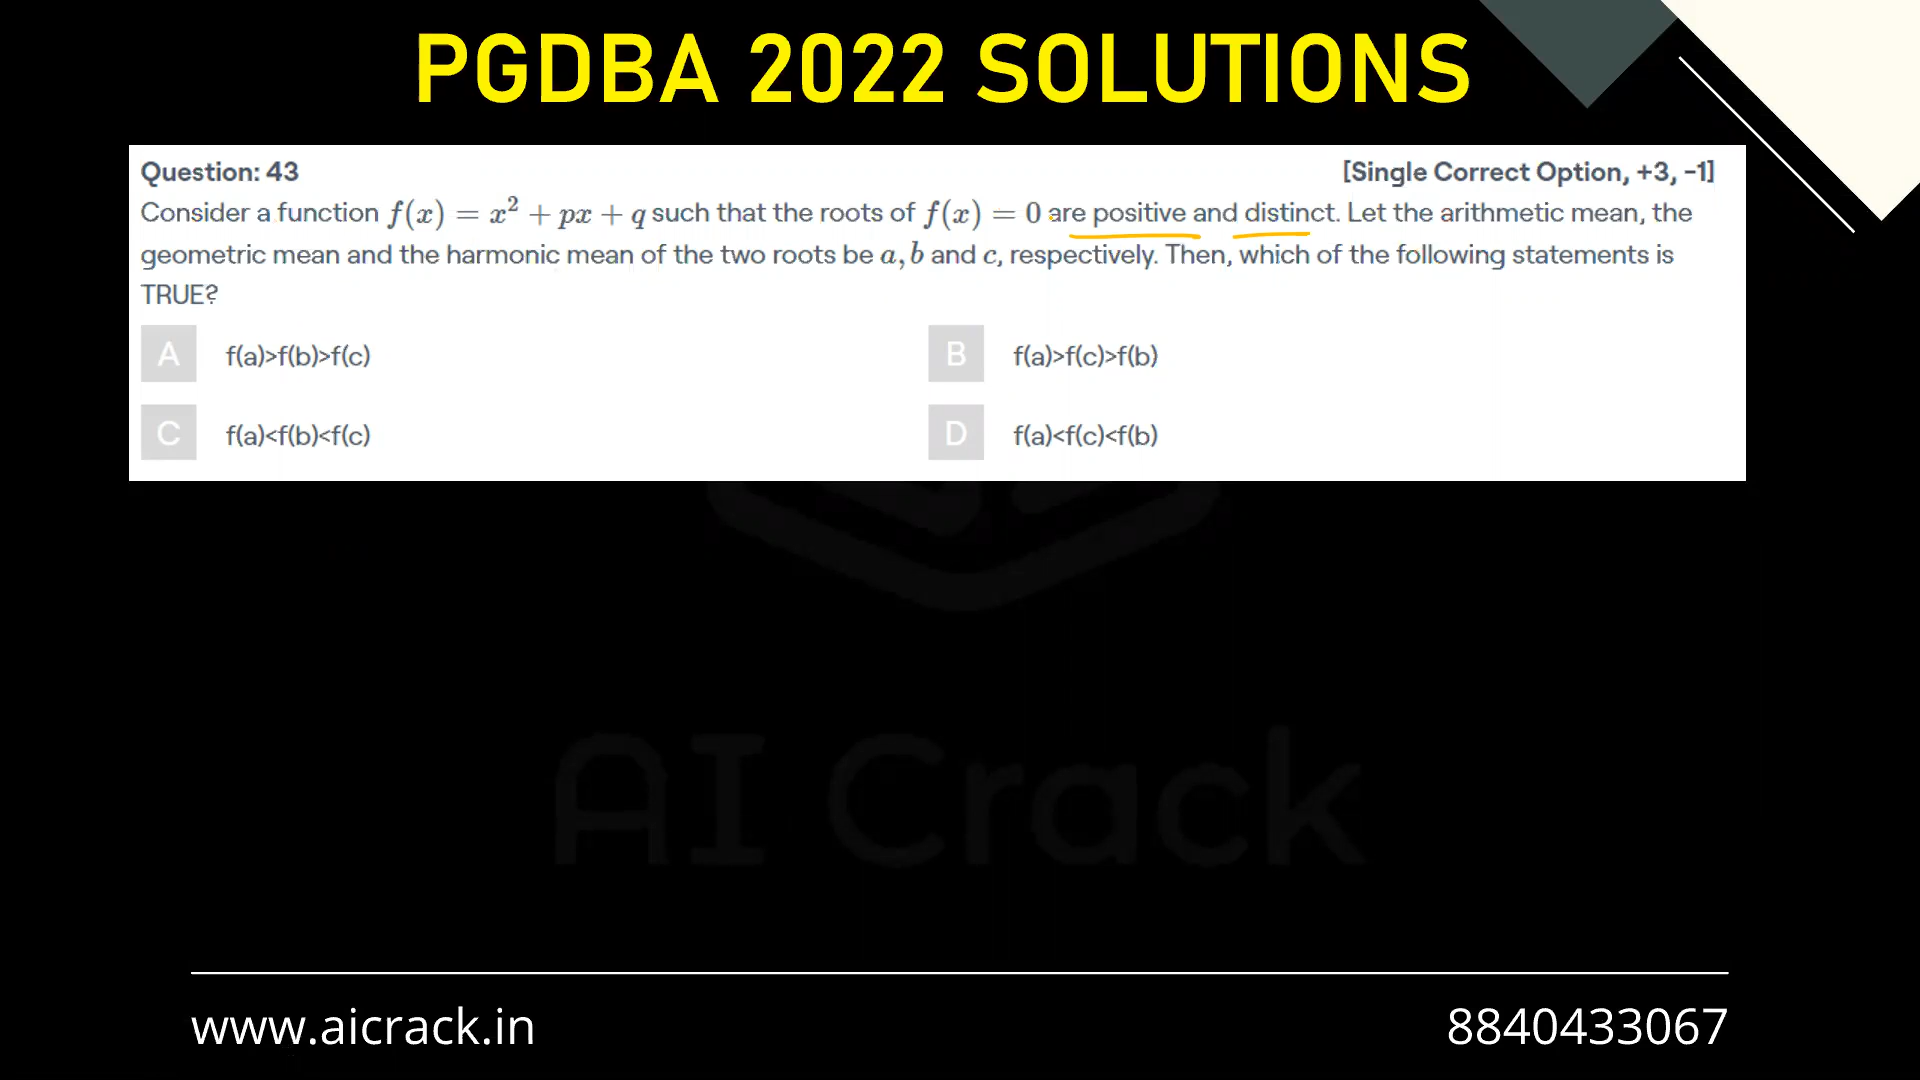 PGDBA 2022 SOLUTIONS
Question: 43 [Single Correct Option, +3, -1]
Consider a function f(x) = x² + px + q such that the roots of f(x) = 0 are positive and distinct. Let the arithmetic mean, the
geometric mean and the harmonic mean of the two roots be a, b and c, respectively. Then, which of the following statements is
TRUE?
A f(a)>f(b)>f(c) B f(a)>f(c)>f(b)
C f(a)<f(b)<f(c) D f(a)<f(c)<f(b)
AI Crack
www.aicrack.in 8840433067